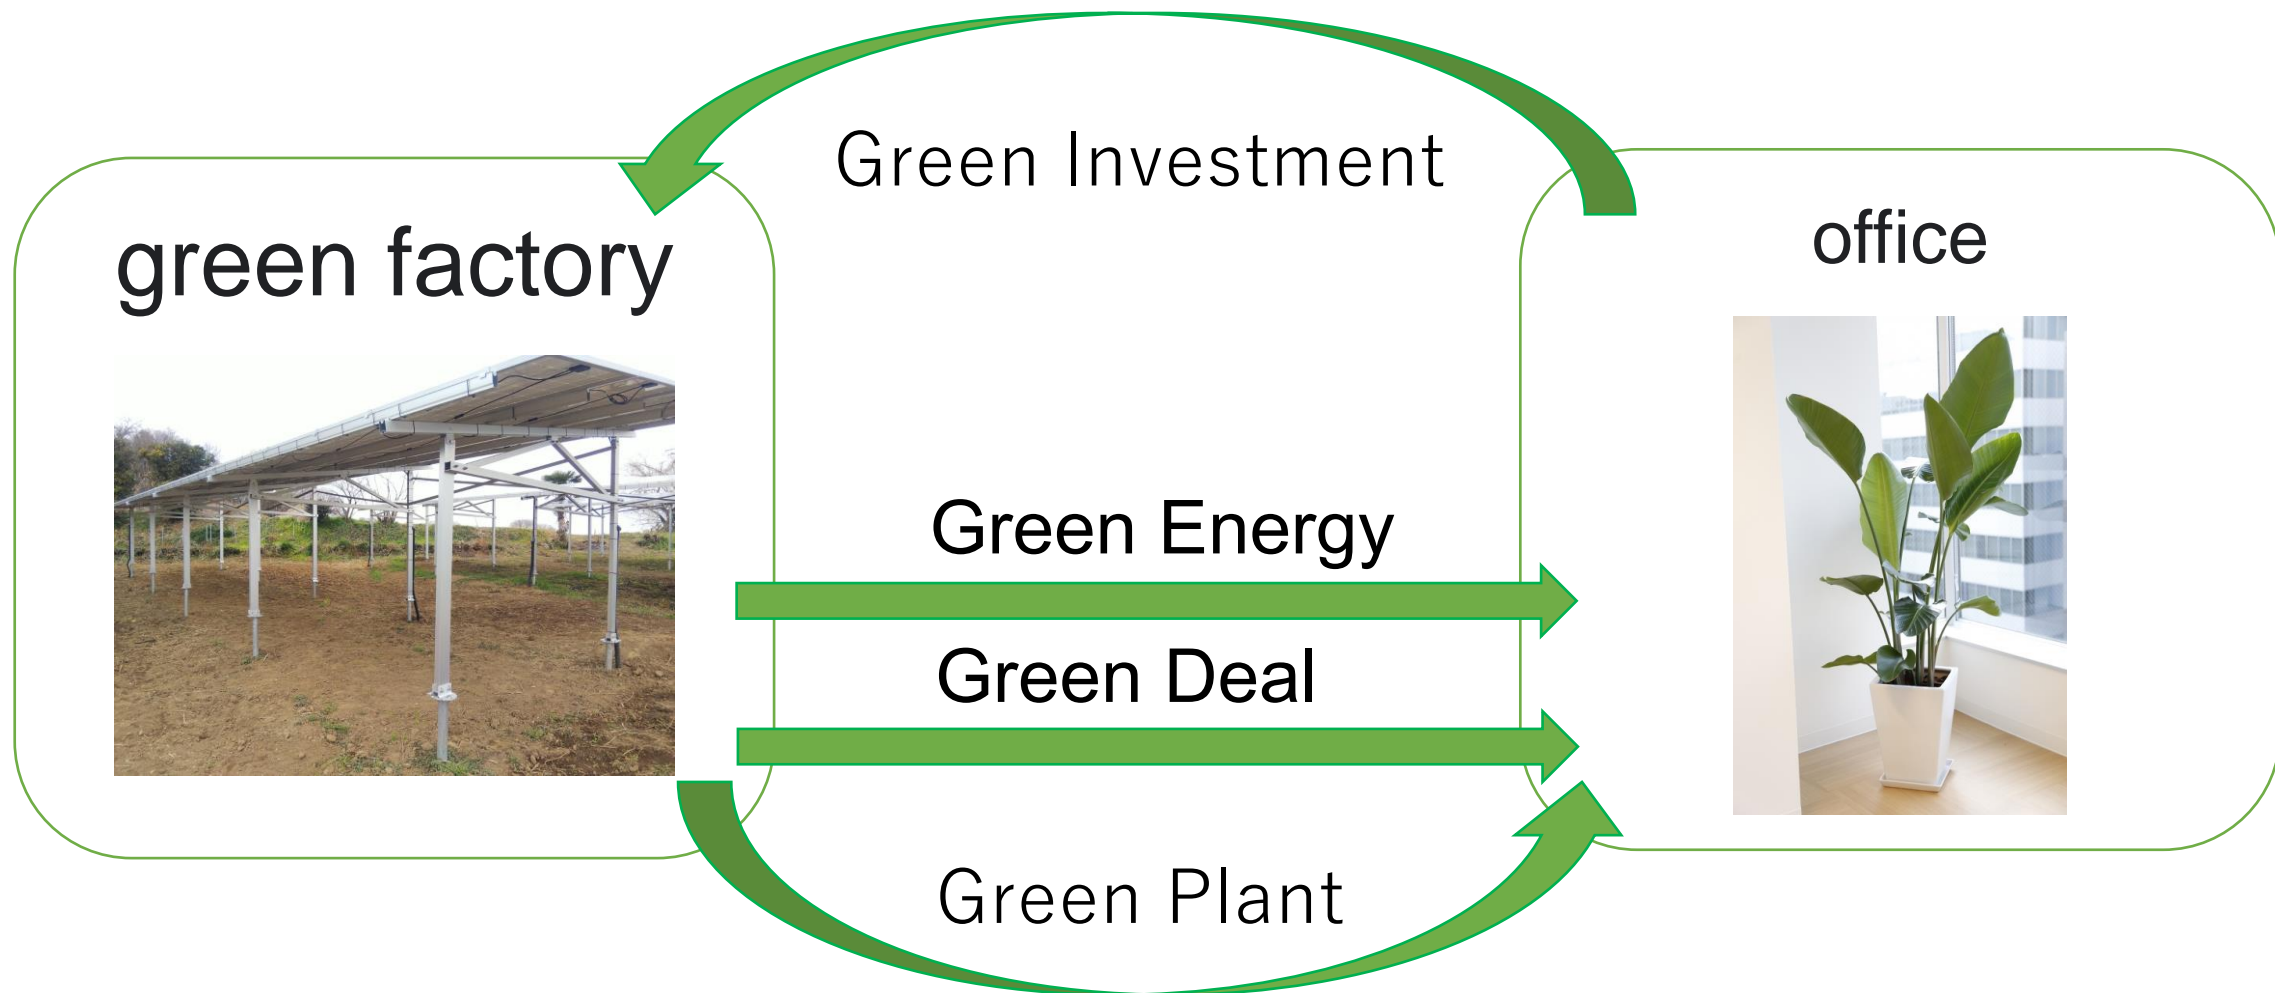 Green Investment
green factory
office
Green Energy
Green Deal
Green Plant